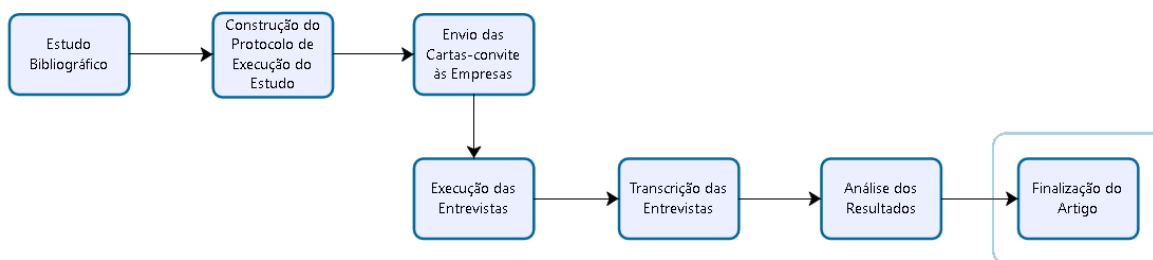 Estudo
Bibliográfico
Construção do
Protocolo de
Execução do
Estudo
Envio das
Cartas-convite
às Empresas
Execução das
Entrevistas
Transcrição das
Entrevistas
Análise dos
Resultados
Finalização do
Artigo